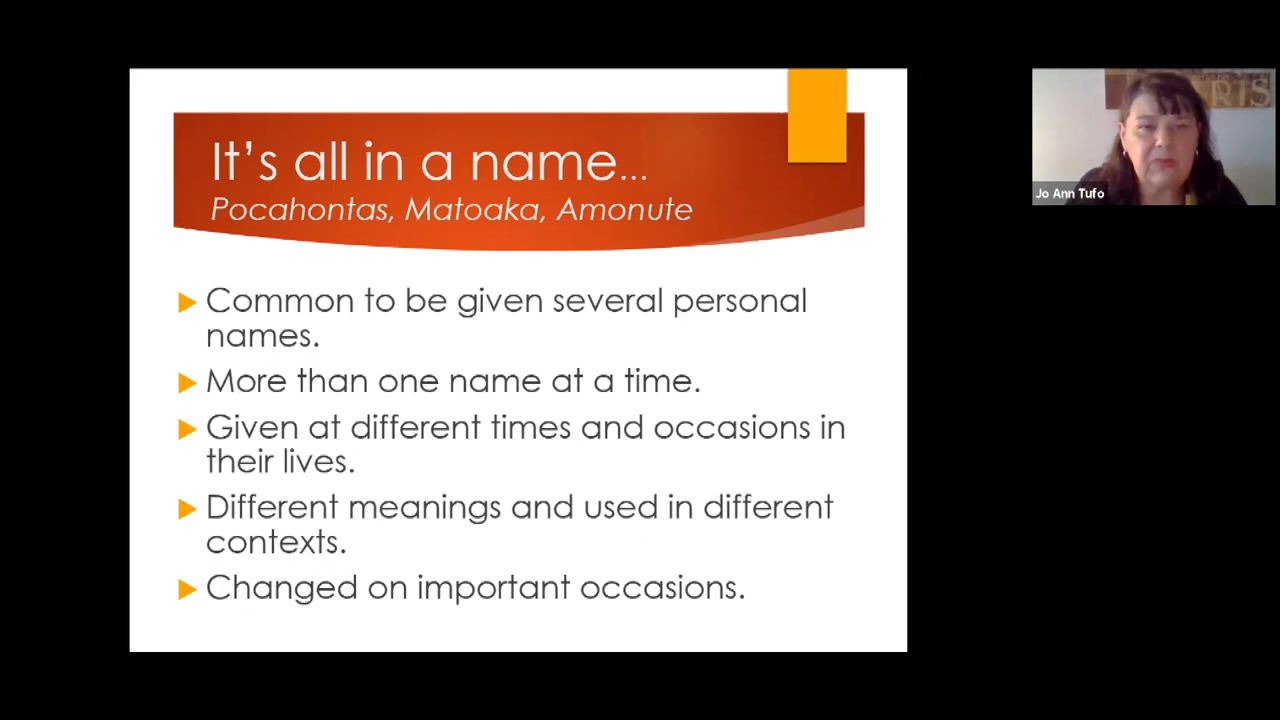 It's all in a name...
Pocahontas, Matoaka, Amonute
Common to be given several personal
names.
More than one name at a time.
Given at different times and occasions in
their lives.
Different meanings and used in different
contexts.
Changed on important occasions.
RIS
Jo Ann Tufo